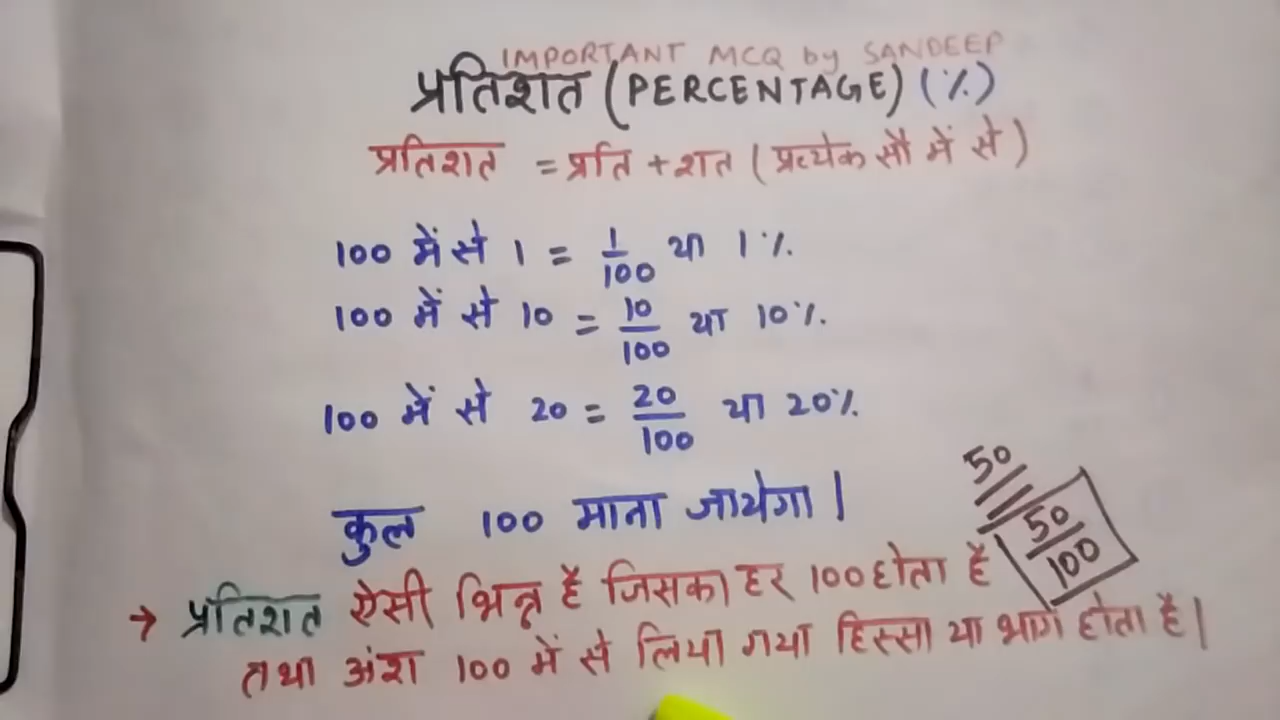 IMPORTANT MCQ by SANDEEP
प्रतिशत (PERCENTAGE) (%)
प्रतिशत = प्रति + शत ( प्रत्येक सौ में से )
100 में से 1 = 1/100 या 1%.
100 में से 10 = 10/100 या 10%.
100 में से 20 = 20/100 या 20%.
कुल 100 माना जायेगा।
50
50/100
→ प्रतिशत ऐसी भिन्न है जिसका हर 100 होता है
तथा अंश 100 में से लिया गया हिस्सा या भाग होता है।